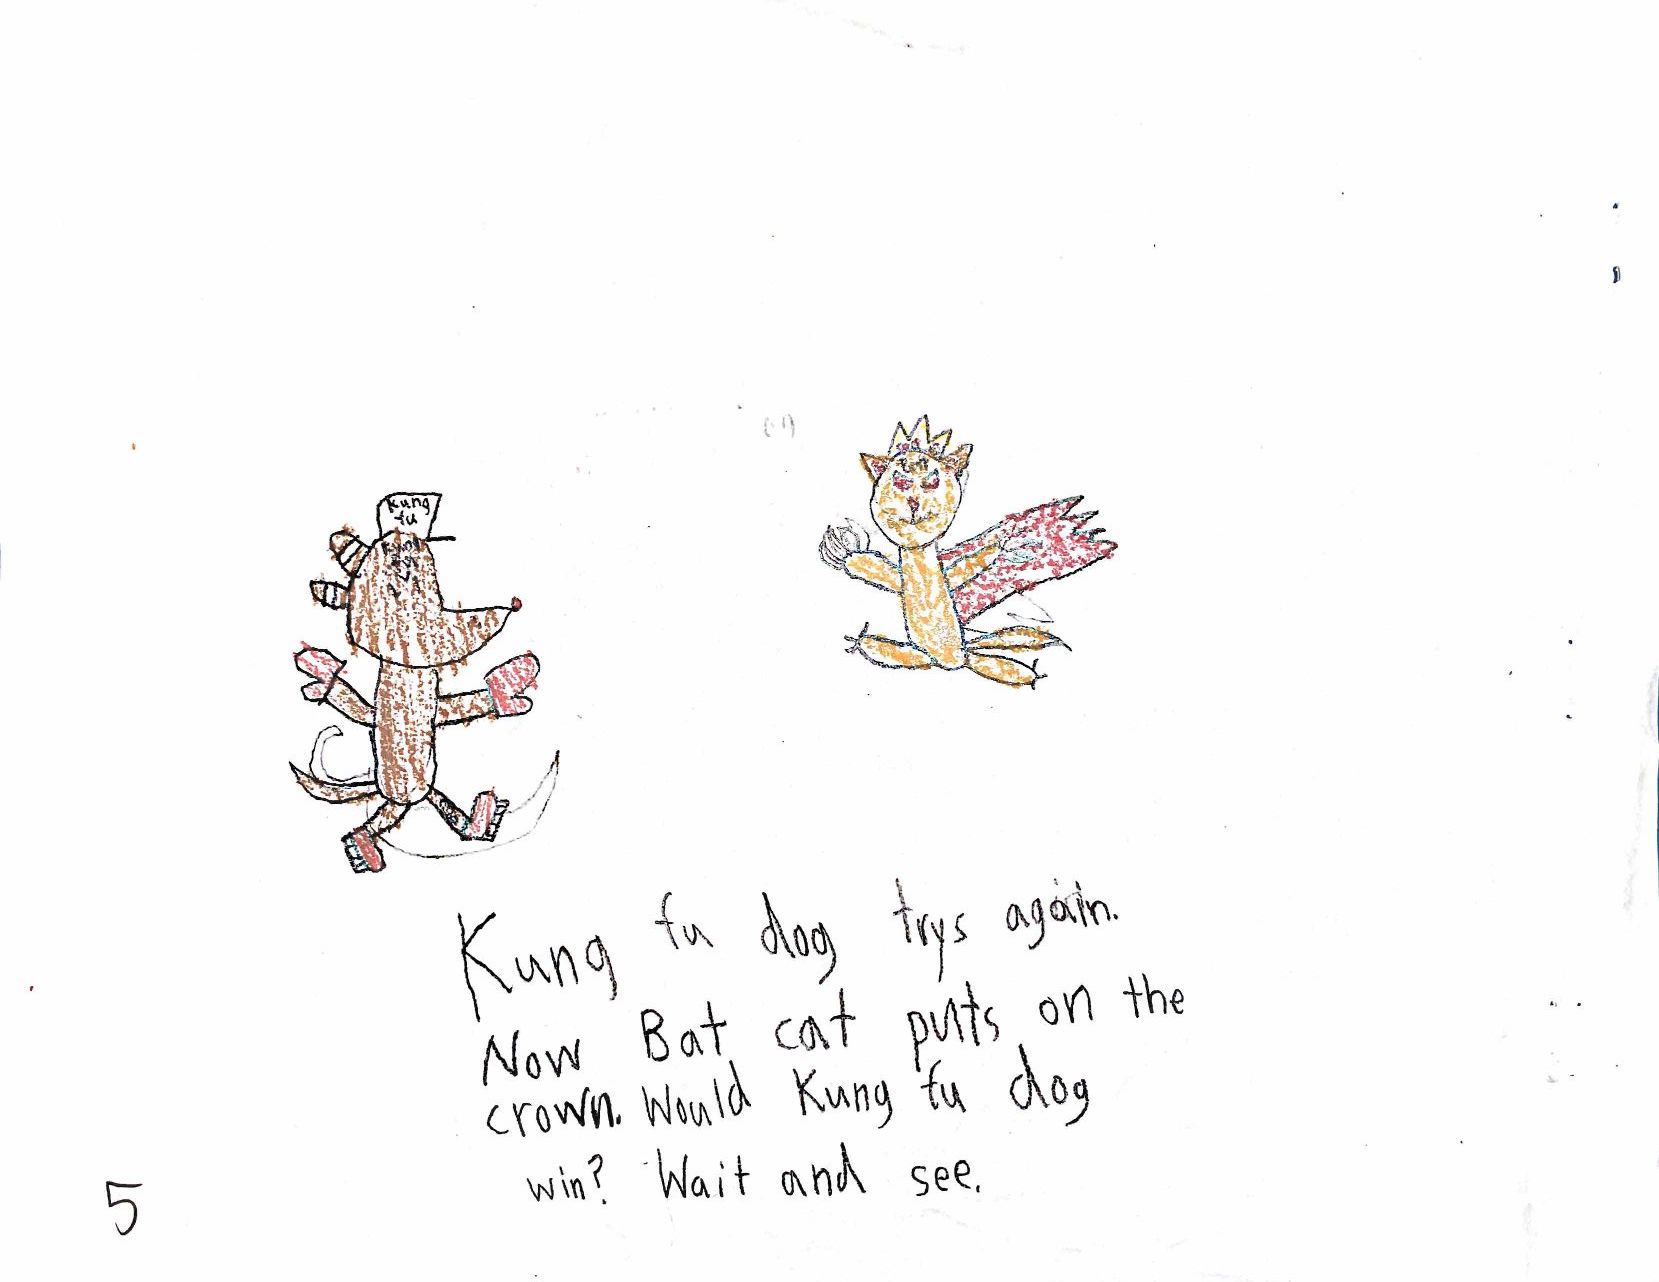 Kung
fu
Kung fu dog trys again.
Now Bat cat puts on the
crown. Would Kung fu dog
win? Wait and see.
5